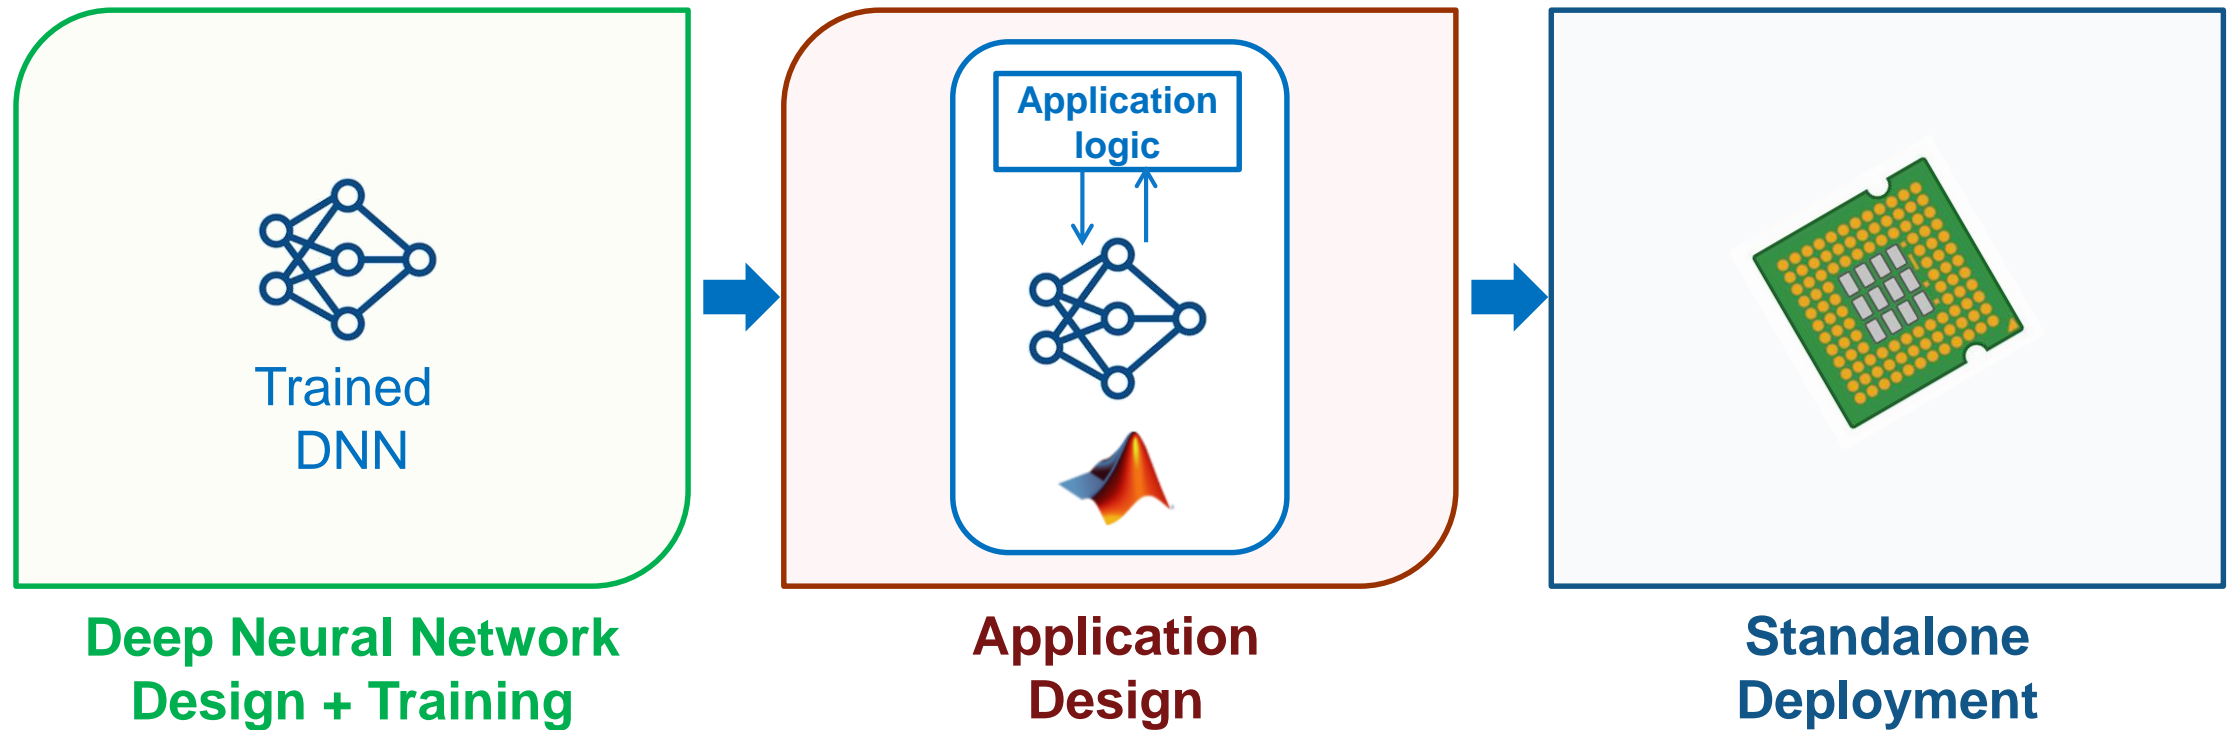 Application
logic
Trained
DNN
Deep Neural Network
Design + Training
Application
Design
Standalone
Deployment